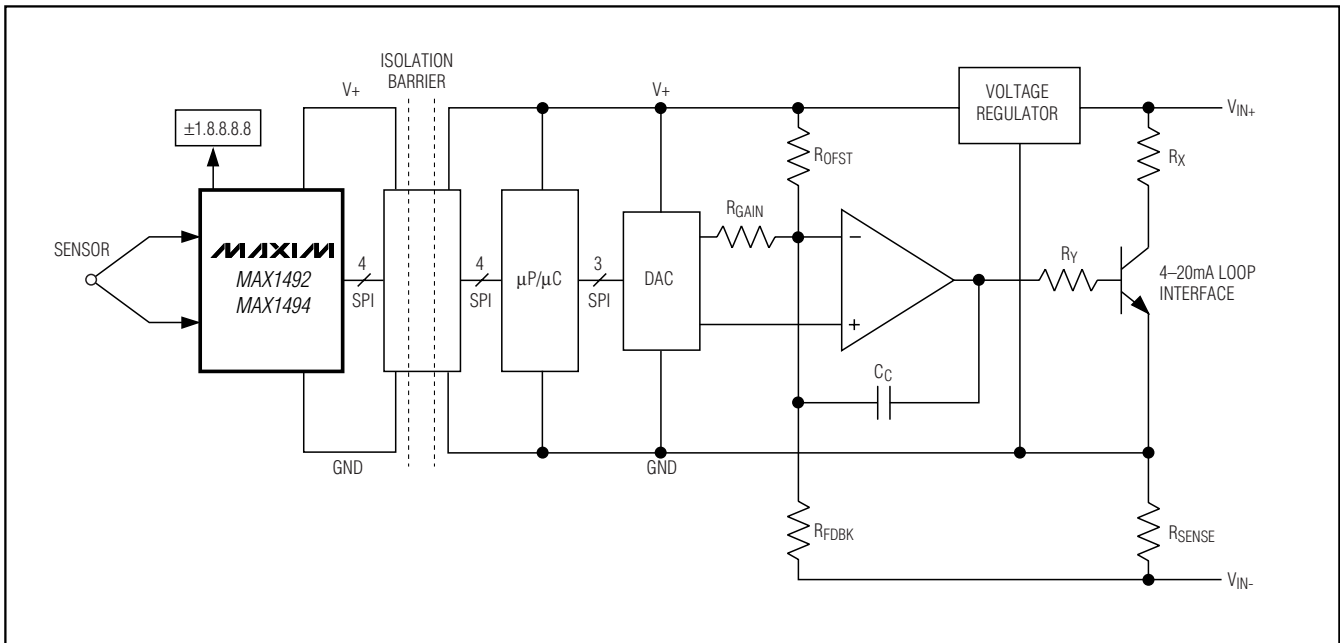 ISOLATION
BARRIER
V+
V+
VOLTAGE
REGULATOR
VIN+
±1.8.8.8.8
ROFST
RX
RGAIN
SENSOR
MAXIM
MAX1492
MAX1494
4
SPI
4
SPI
µP/µC
3
SPI
DAC
−
+
RY
4–20mA LOOP
INTERFACE
CC
GND
GND
RFDBK
RSENSE
VIN-